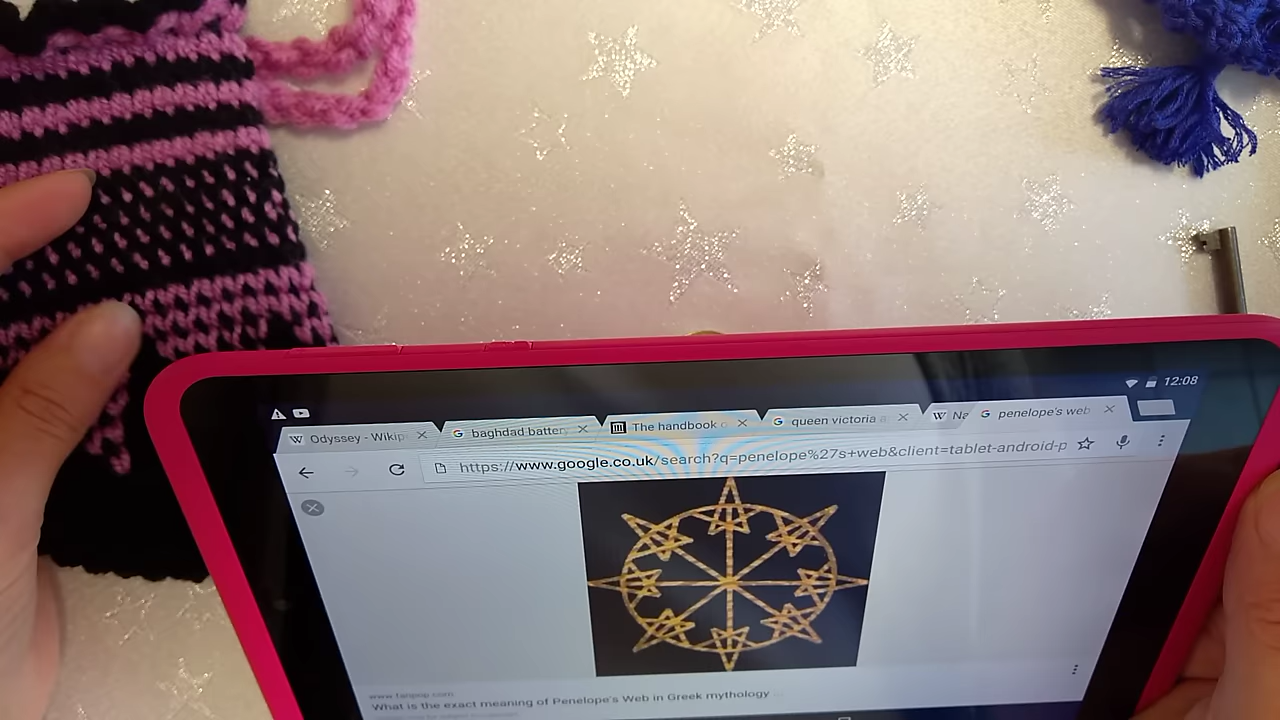 12:08
Odyssey - Wikip
baghdad batter
The handbook o
queen victoria a
Na
penelope's web
https://www.google.co.uk/search?q=penelope%27s+web&client=tablet-android-p
www.fanpop.com
What is the exact meaning of Penelope's Web in Greek mythology ...